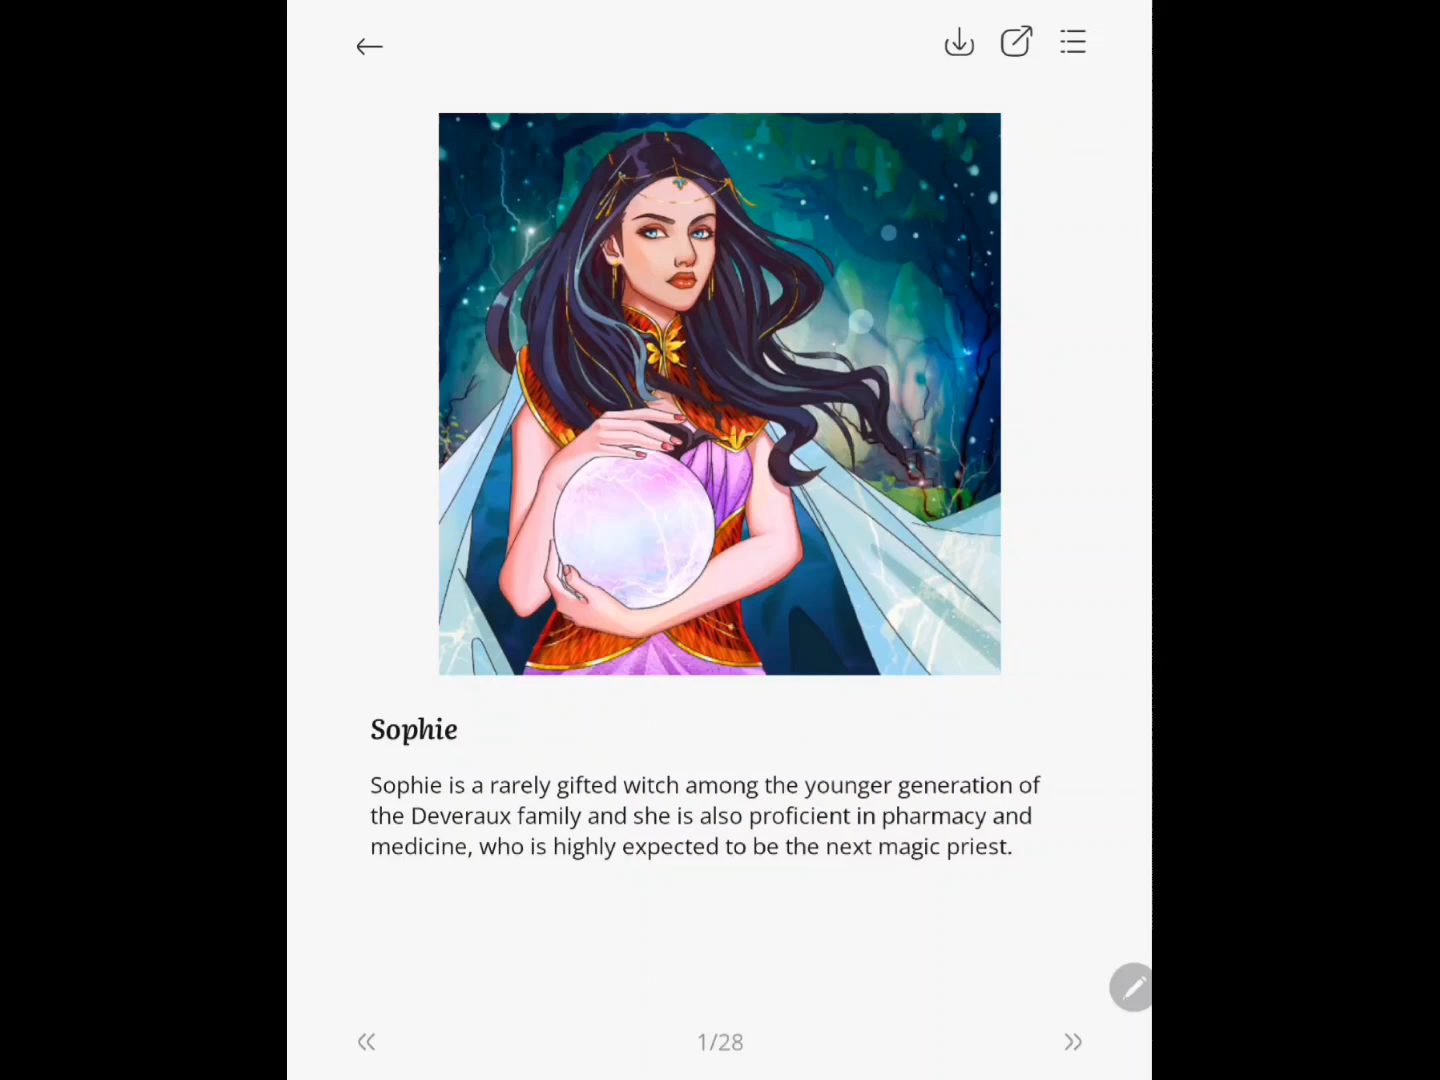 Sophie
Sophie is a rarely gifted witch among the younger generation of
the Deveraux family and she is also proficient in pharmacy and
medicine, who is highly expected to be the next magic priest.
1/28